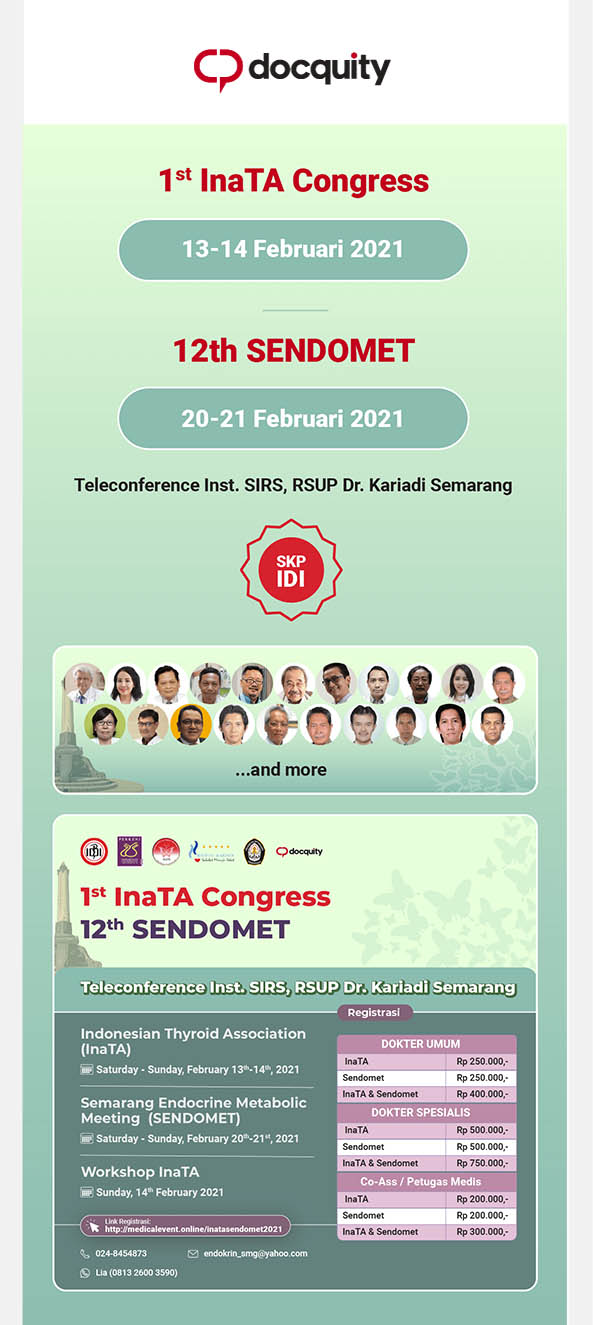 docquity
1st InaTA Congress
13-14 Februari 2021
12th SENDOMET
20-21 Februari 2021
Teleconference Inst. SIRS, RSUP Dr. Kariadi Semarang
SKP
IDI
...and more
docquity
1st InaTA Congress
12th SENDOMET
Teleconference Inst. SIRS, RSUP Dr. Kariadi Semarang
Registrasi
Indonesian Thyroid Association
(InaTA)
Saturday - Sunday, February 13th-14th, 2021
Semarang Endocrine Metabolic
Meeting (SENDOMET)
Saturday - Sunday, February 20th-21st, 2021
Workshop InaTA
Sunday, 14th February 2021
Link Registrasi:
http://medicalevent.online/inatasendomet2021
024-8454873 endokrin_smg@yahoo.com
Lia (0813 2600 3590)
DOKTER UMUM
InaTA Rp 250.000,-
Sendomet Rp 250.000,-
InaTA & Sendomet Rp 400.000,-
DOKTER SPESIALIS
InaTA Rp 500.000,-
Sendomet Rp 500.000,-
InaTA & Sendomet Rp 750.000,-
Co-Ass / Petugas Medis
InaTA Rp 200.000,-
Sendomet Rp 200.000,-
InaTA & Sendomet Rp 300.000,-